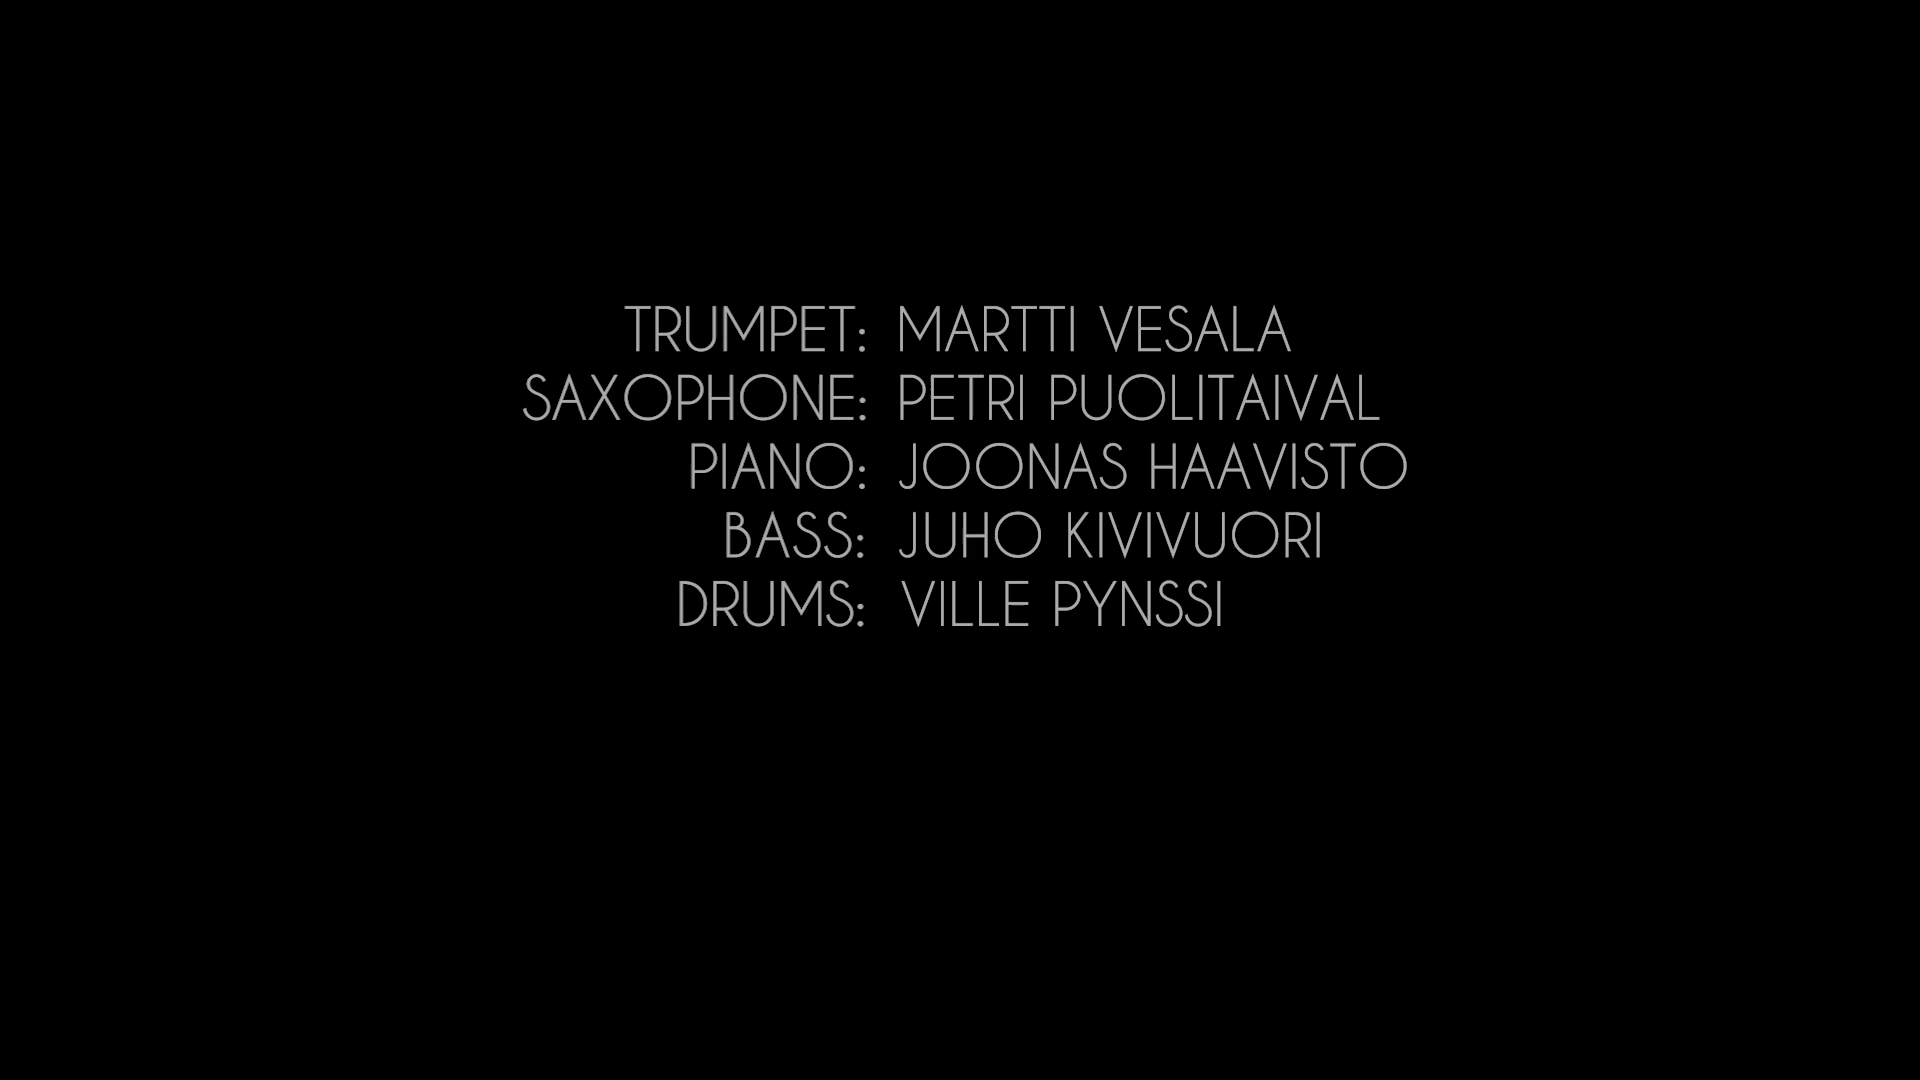 TRUMPET: MARTTI VESALA
SAXOPHONE: PETRI PUOLITAIVAL
PIANO: JOONAS HAAVISTO
BASS: JUHO KIVIVUORI
DRUMS: VILLE PYNSSI